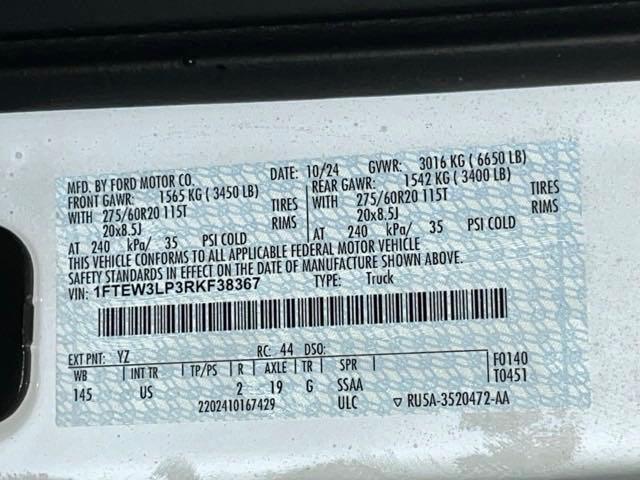 MFD. BY FORD MOTOR CO. DATE: 10/24 GVWR: 3016 KG (6650 LB)
FRONT GAWR: 1565 KG (3450 LB) REAR GAWR: 1542 KG (3400 LB)
WITH 275/60R20 115T TIRES WITH 275/60R20 115T TIRES
20x8.5J RIMS 20x8.5J RIMS
AT 240 kPa/ 35 PSI COLD AT 240 kPa/ 35 PSI COLD
THIS VEHICLE CONFORMS TO ALL APPLICABLE FEDERAL MOTOR VEHICLE
SAFETY STANDARDS IN EFFECT ON THE DATE OF MANUFACTURE SHOWN ABOVE.
VIN: 1FTEW3LP3RKF38367 TYPE: Truck
EXT PNT: YZ RC: 44 DSO:
WB INT TR TP/PS R AXLE TR SPR F0140
145 US 2 19 G SSAA T0451
2202410167429 ULC ▽ RU5A-3520472-AA